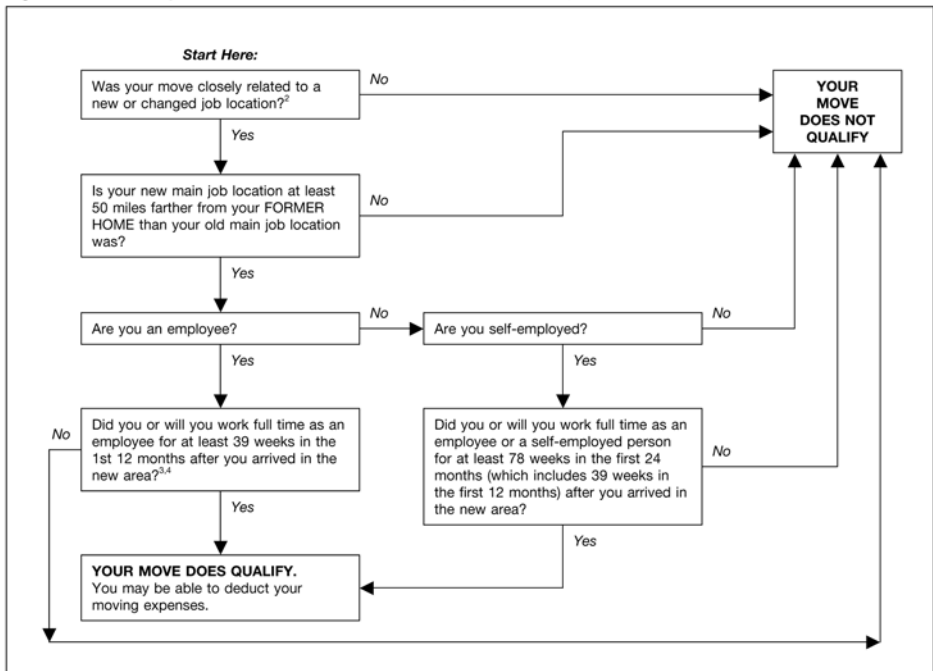 Start Here:
Was your move closely related to a
new or changed job location?2
No
YOUR
MOVE
DOES NOT
QUALIFY
Yes
Is your new main job location at least
50 miles farther from your FORMER
HOME than your old main job location
was?
No
Yes
Are you an employee?
No
Are you self-employed?
No
Yes
Yes
No
Did you or will you work full time as an
employee for at least 39 weeks in the
1st 12 months after you arrived in the
new area?3,4
Did you or will you work full time as an
employee or a self-employed person
for at least 78 weeks in the first 24
months (which includes 39 weeks in
the first 12 months) after you arrived in
the new area?
No
Yes
Yes
YOUR MOVE DOES QUALIFY.
You may be able to deduct your
moving expenses.